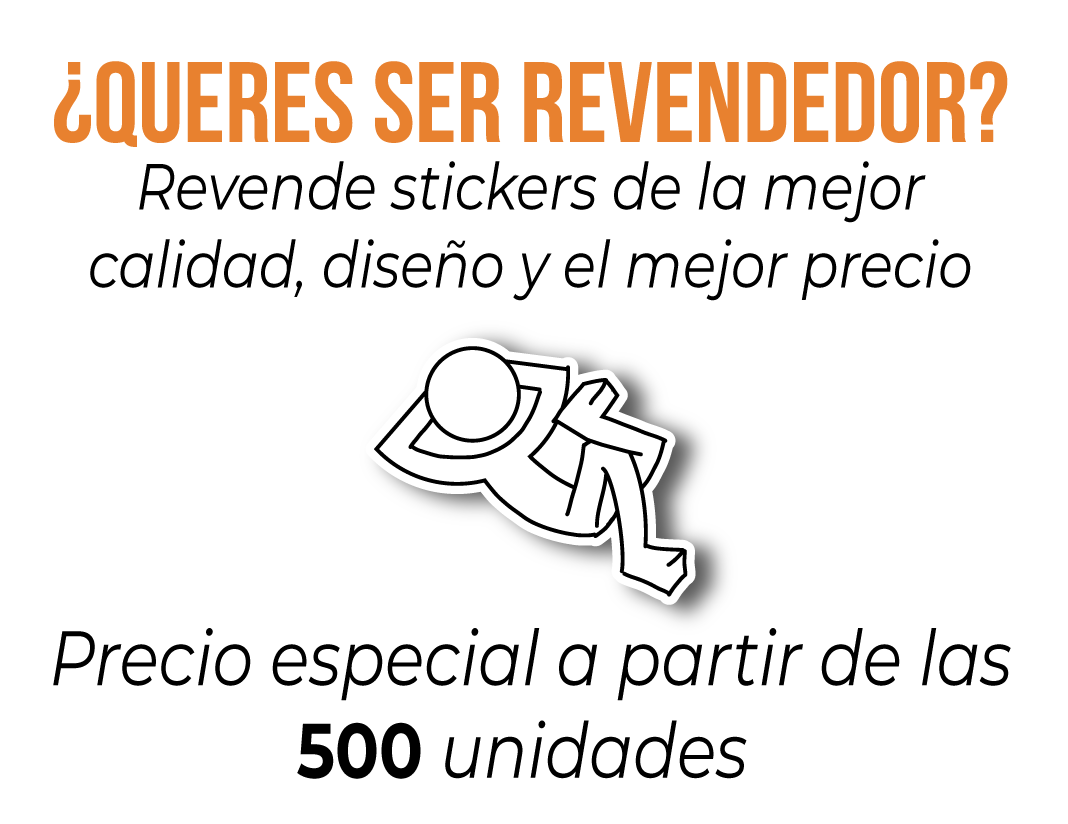 ¿QUERES SER REVENDEDOR?
Revende stickers de la mejor
calidad, diseño y el mejor precio
Precio especial a partir de las
500 unidades